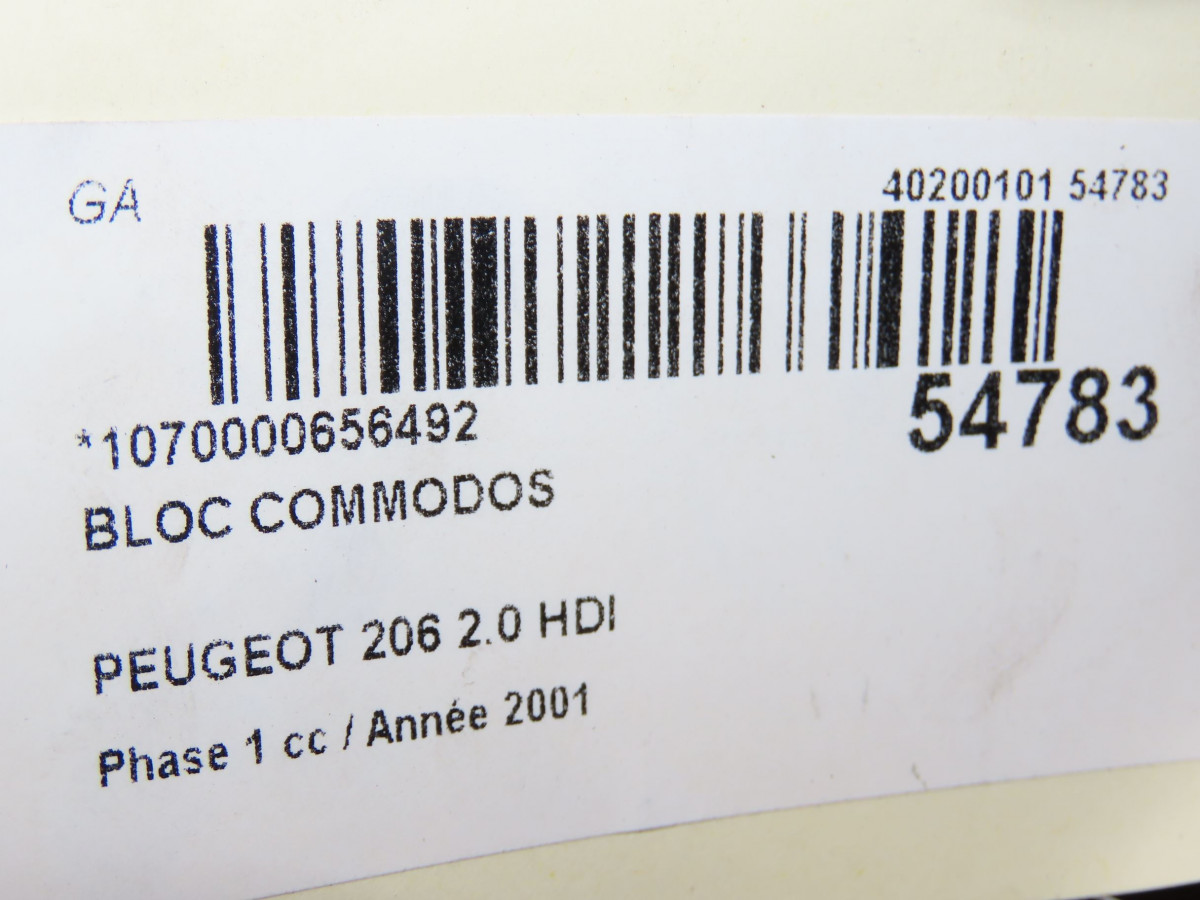 GA
40200101 54783
*1070000656492
54783
BLOC COMMODOS
PEUGEOT 206 2.0 HDI
Phase 1 cc / Année 2001